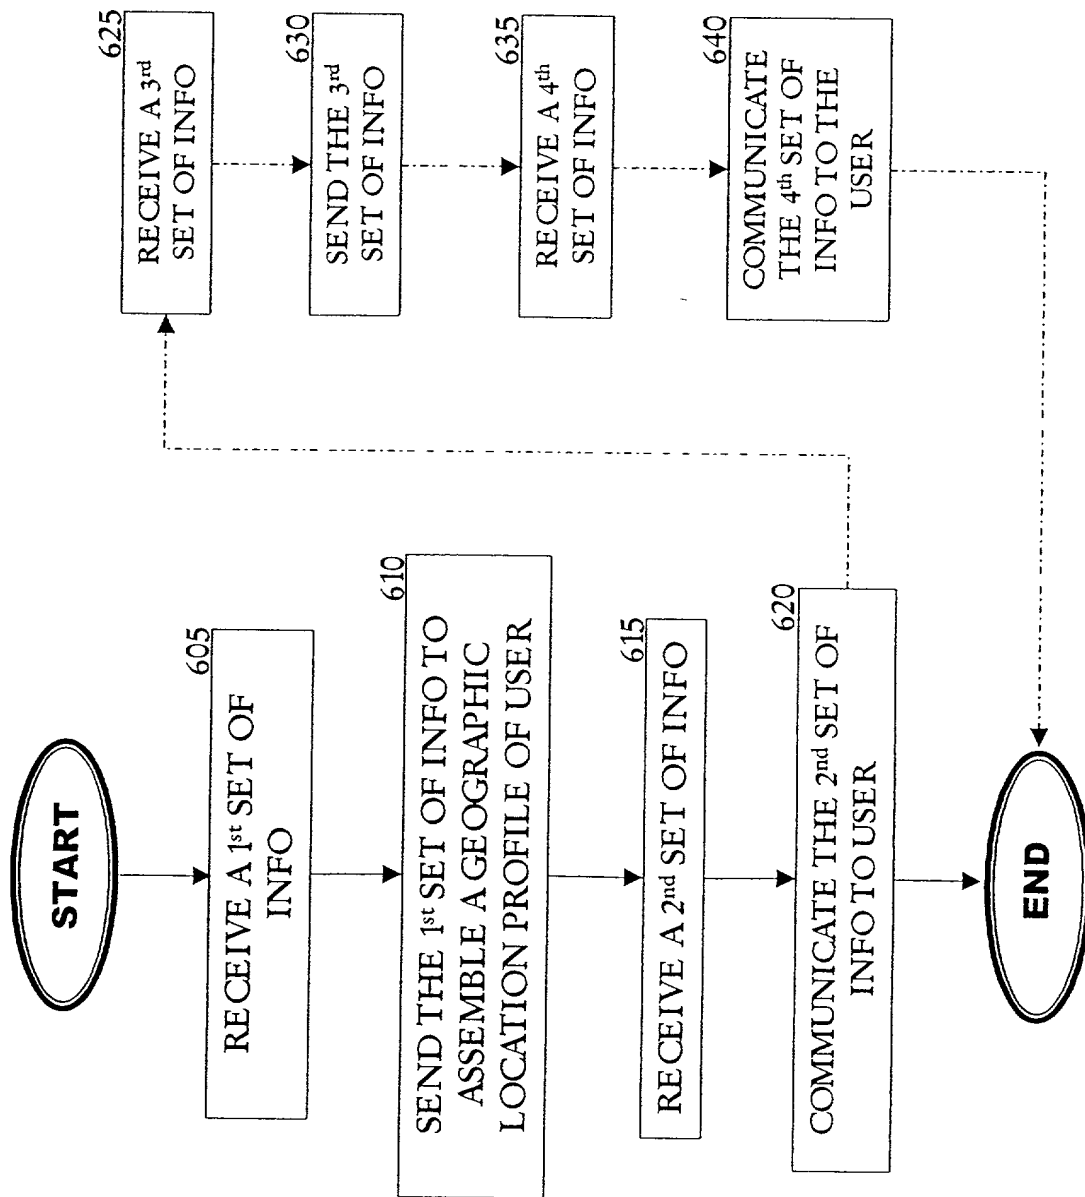 START
605
RECEIVE A 1st SET OF
INFO
610
SEND THE 1st SET OF INFO TO
ASSEMBLE A GEOGRAPHIC
LOCATION PROFILE OF USER
615
RECEIVE A 2nd SET OF INFO
620
COMMUNICATE THE 2nd SET OF
INFO TO USER
END
625
RECEIVE A 3rd
SET OF INFO
630
SEND THE 3rd
SET OF INFO
635
RECEIVE A 4th
SET OF INFO
640
COMMUNICATE
THE 4th SET OF
INFO TO THE
USER